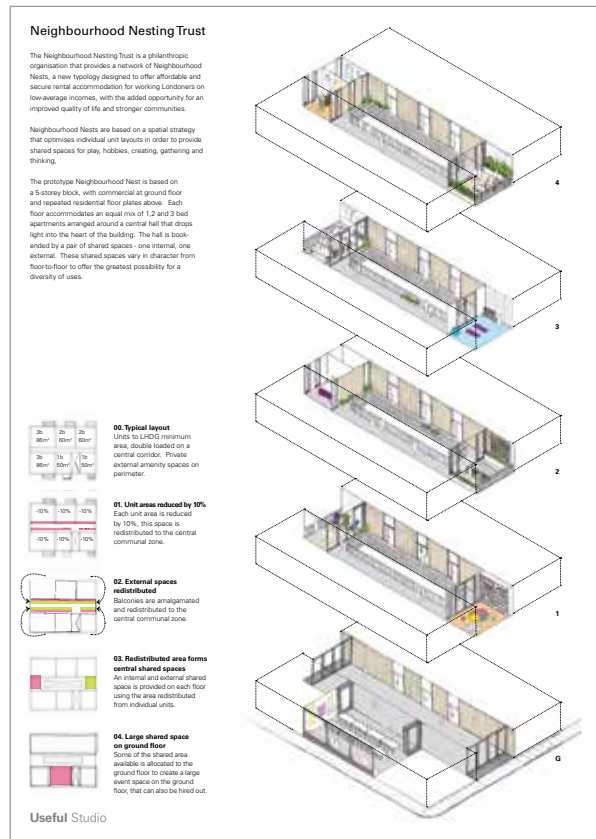 Neighbourhood Nesting Trust
The Neighbourhood Nesting Trust is a philanthropic
organisation that provides a network of Neighbourhood
Nests, a new typology designed to offer affordable and
secure rental accommodation for working Londoners on
low-average incomes, with the added opportunity for an
improved quality of life and stronger communities.
Neighbourhood Nests are based on a spatial strategy
that optimises individual unit layouts in order to provide
shared spaces for play, hobbies, creating, gathering and
thinking,
The prototype Neighbourhood Nest is based on
a 5-storey block, with commercial at ground floor
and repeated residential floor plates above. Each
floor accommodates an equal mix of 1,2 and 3 bed
apartments arranged around a central hall that drops
light into the heart of the building. The hall is book-
ended by a pair of shared spaces - one internal, one
external. These shared spaces vary in character from
floor-to-floor to offer the greatest possibility for a
diversity of uses.
3b 2b 2b
86m² 60m² 60m²
3b 1b 1b
86m² 50m² 50m²
00. Typical layout
Units to LHDG minimum
area, double loaded on a
central corridor. Private
external amenity spaces on
perimeter.
-10% -10% -10%
-10% -10% -10%
01. Unit areas reduced by 10%
Each unit area is reduced
by 10%, this space is
redistributed to the central
communal zone.
02. External spaces
redistributed
Balconies are amalgamated
and redistributed to the
central communal zone.
03. Redistributed area forms
central shared spaces
An internal and external shared
space is provided on each floor
using the area redistributed
from individual units.
04. Large shared space
on ground floor
Some of the shared area
available is allocated to the
ground floor to create a large
event space on the ground
floor, that can also be hired out.
4
3
2
1
G
Useful Studio